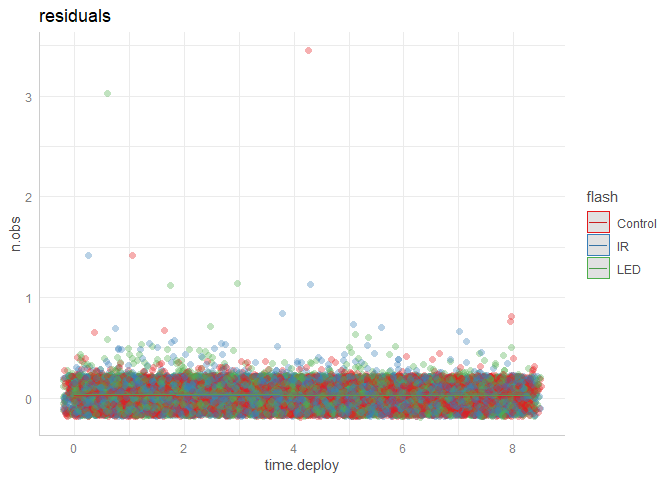 residuals
n.obs
3
2
1
0
0 2 4 6 8
time.deploy
flash
Control
IR
LED